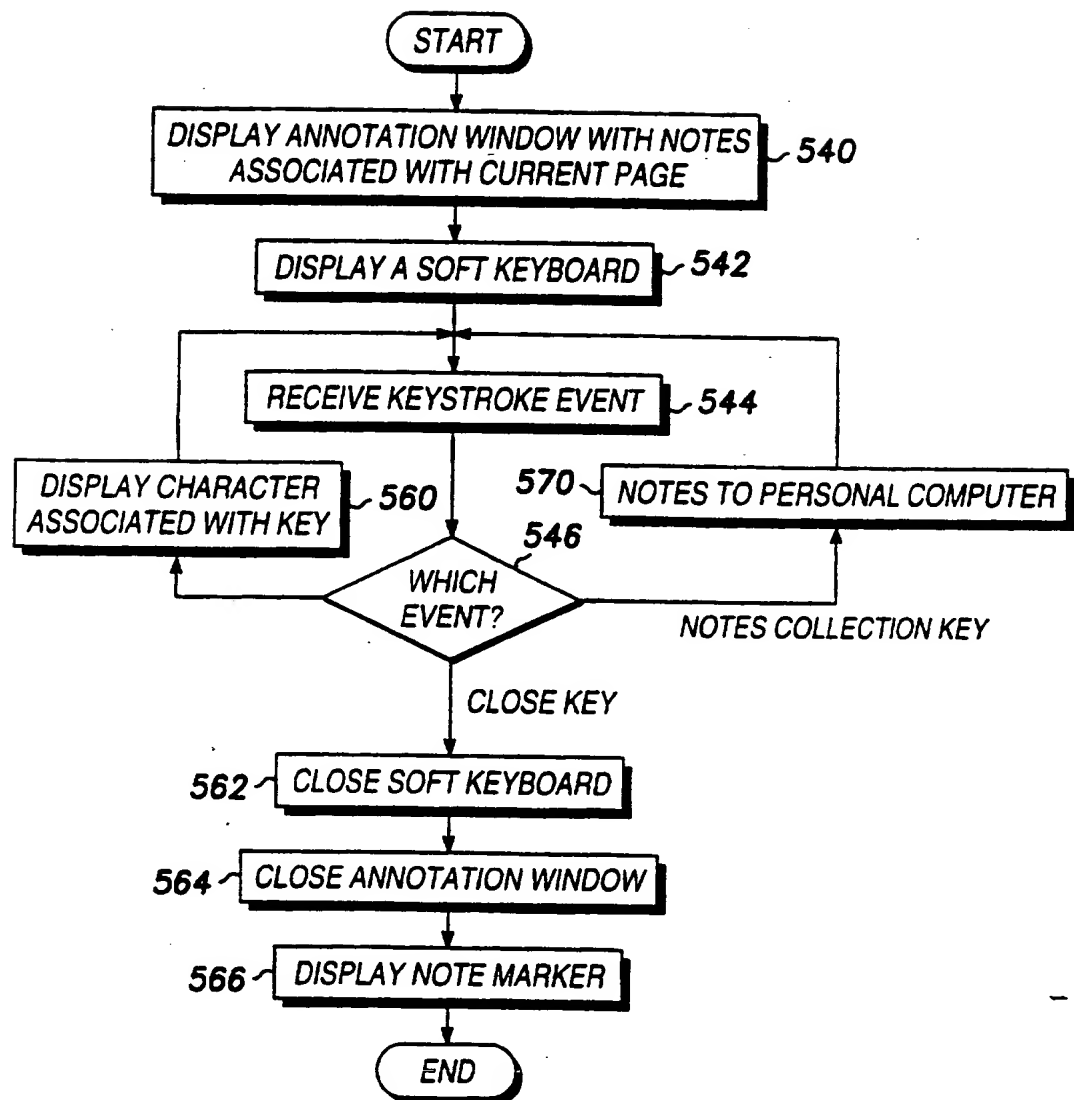 START
DISPLAY ANNOTATION WINDOW WITH NOTES
ASSOCIATED WITH CURRENT PAGE
540
DISPLAY A SOFT KEYBOARD
542
RECEIVE KEYSTROKE EVENT
544
DISPLAY CHARACTER
ASSOCIATED WITH KEY
560
570
NOTES TO PERSONAL COMPUTER
546
WHICH
EVENT?
NOTES COLLECTION KEY
CLOSE KEY
562
CLOSE SOFT KEYBOARD
564
CLOSE ANNOTATION WINDOW
566
DISPLAY NOTE MARKER
END